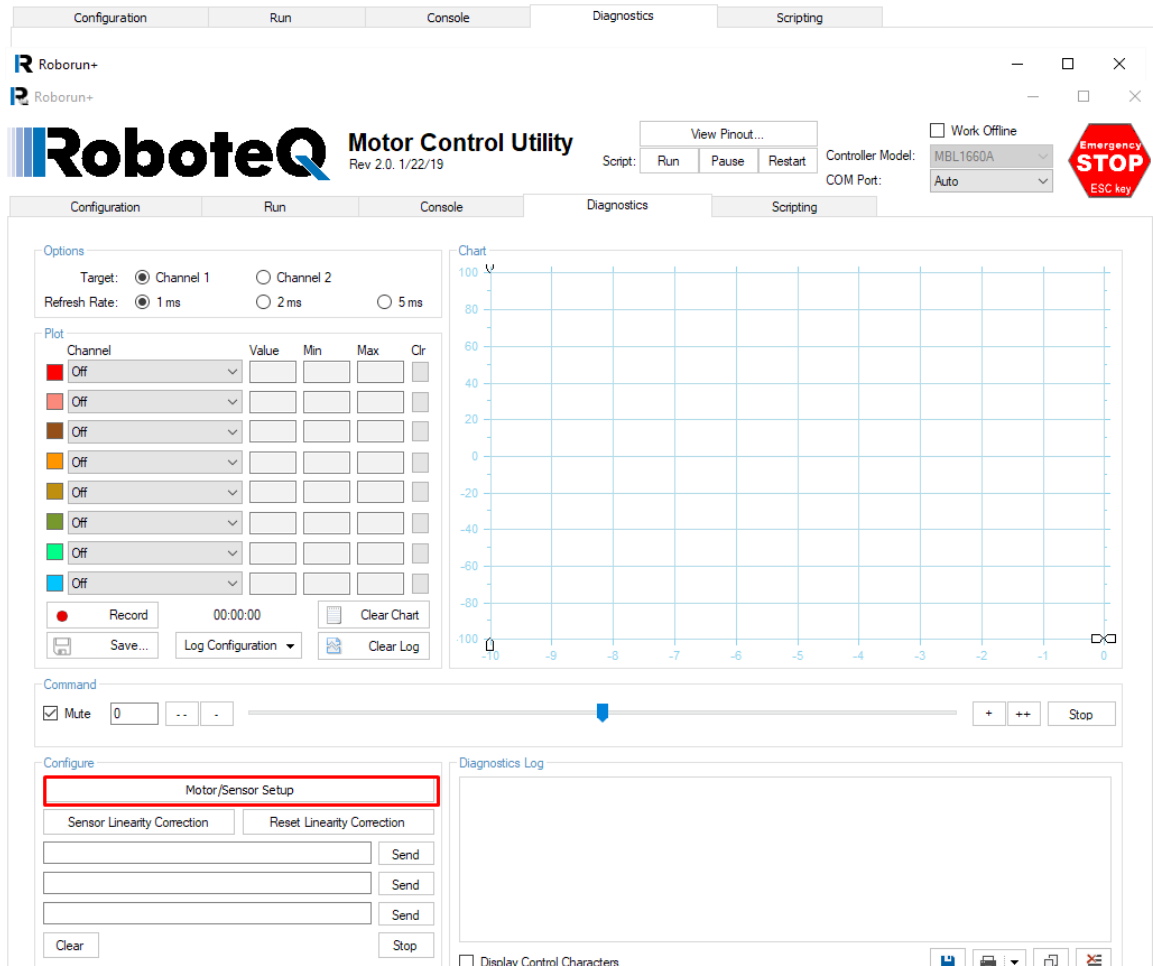 Configuration Run Console Diagnostics Scripting
Roborun+
Roborun+
RoboteQ
Motor Control Utility
Rev 2.0. 1/22/19
View Pinout...
Script: Run Pause Restart
Work Offline
Controller Model: MBL1660A
COM Port: Auto
Emergency
STOP
ESC key
Configuration Run Console Diagnostics Scripting
Options
Target: Channel 1 Channel 2
Refresh Rate: 1 ms 2 ms 5 ms
Plot
Channel Value Min Max Clr
Off
Off
Off
Off
Off
Off
Off
Off
Record 00:00:00 Clear Chart
Save... Log Configuration Clear Log
Chart
100
80
60
40
20
0
-20
-40
-60
-80
-100
-10 -9 -8 -7 -6 -5 -4 -3 -2 -1 0
Command
Mute 0 -- - + ++ Stop
Configure
Motor/Sensor Setup
Sensor Linearity Correction Reset Linearity Correction
Send
Send
Send
Clear Stop
Diagnostics Log
Display Control Characters